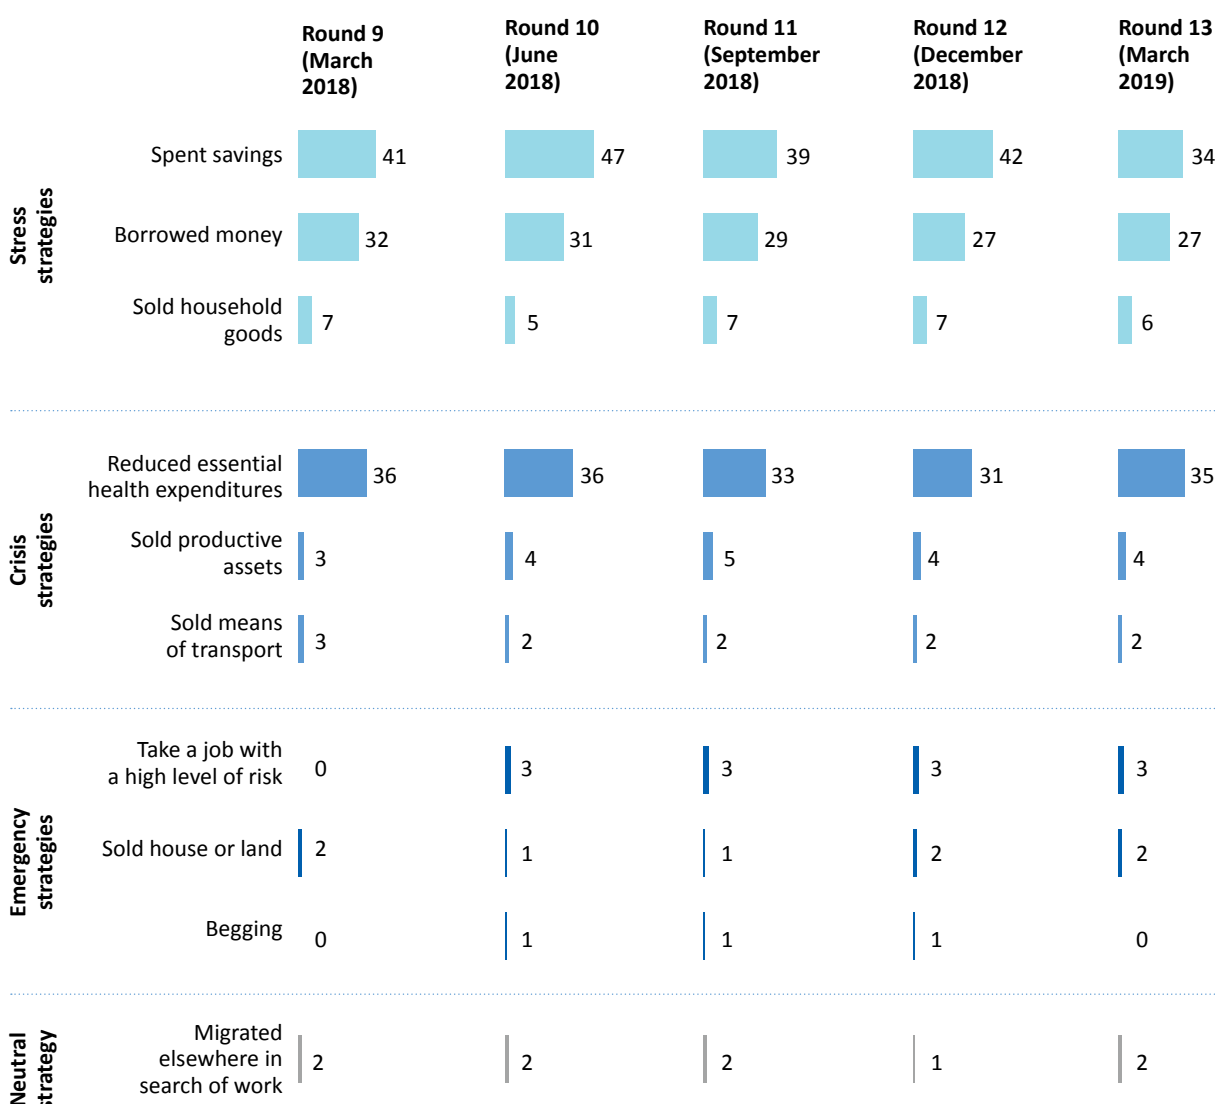 Round 9
(March
2018)
Round 10
(June
2018)
Round 11
(September
2018)
Round 12
(December
2018)
Round 13
(March
2019)
Stress
strategies
Spent savings
41
47
39
42
34
Borrowed money
32
31
29
27
27
Sold household
goods
7
5
7
7
6
Crisis
strategies
Reduced essential
health expenditures
36
36
33
31
35
Sold productive
assets
3
4
5
4
4
Sold means
of transport
3
2
2
2
2
Emergency
strategies
Take a job with
a high level of risk
0
3
3
3
3
Sold house or land
2
1
1
2
2
Begging
0
1
1
1
0
Neutral
strategy
Migrated
elsewhere in
search of work
2
2
2
1
2